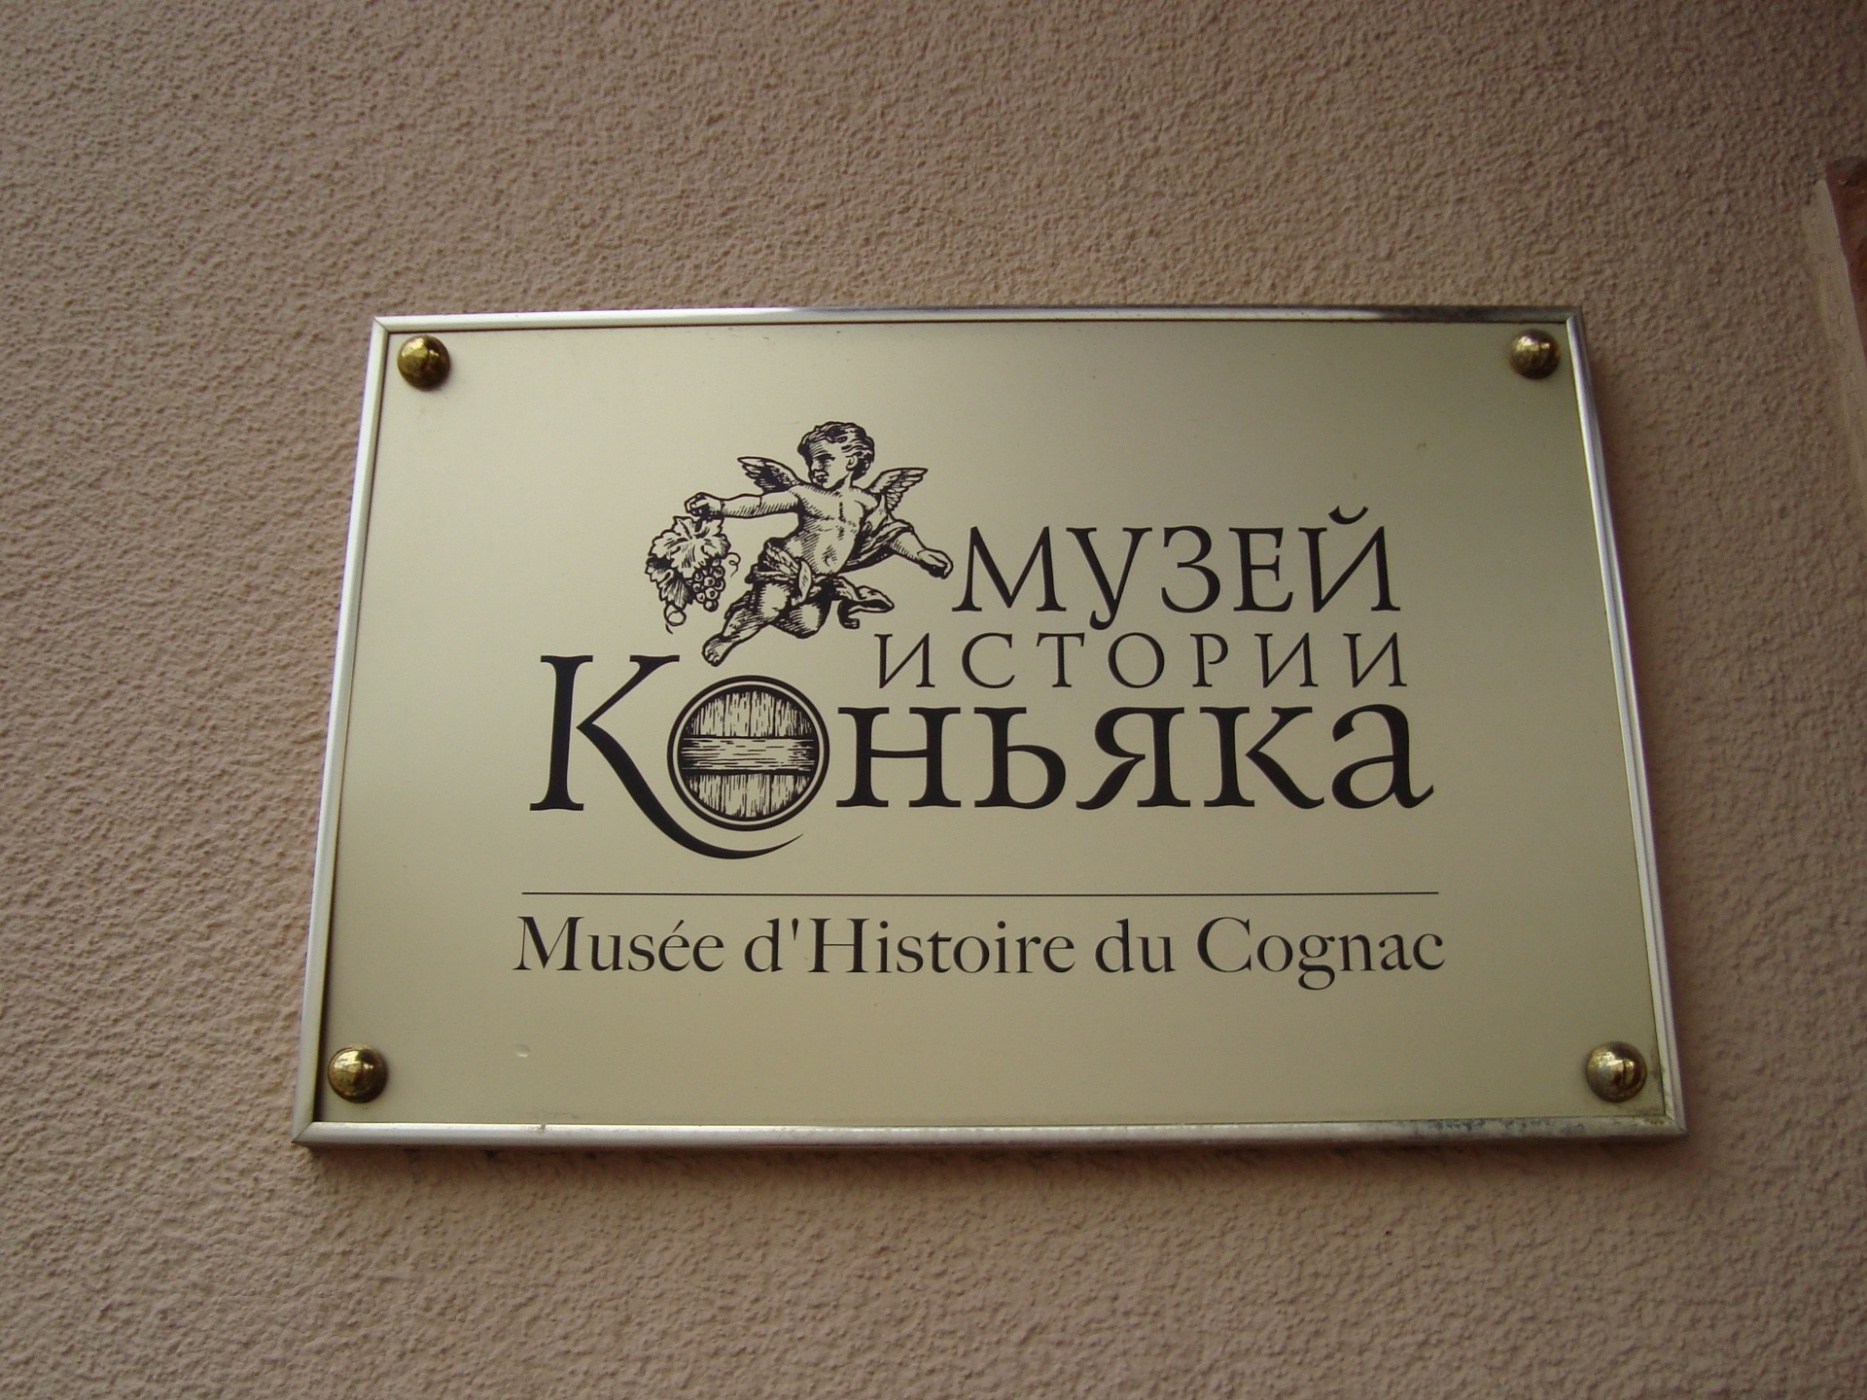 МУЗЕЙ
ИСТОРИИ
Коньяка
Musée d'Histoire du Cognac